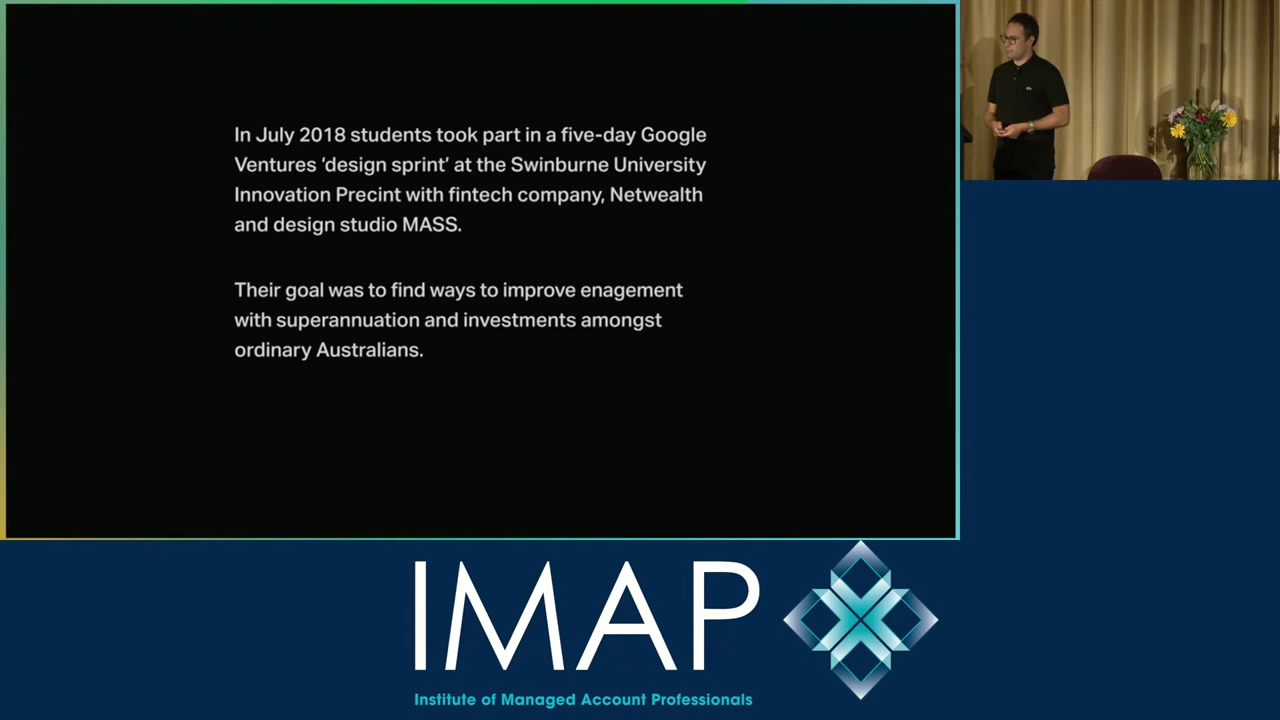 In July 2018 students took part in a five-day Google
Ventures ‘design sprint’ at the Swinburne University
Innovation Precint with fintech company, Netwealth
and design studio MASS.
Their goal was to find ways to improve enagement
with superannuation and investments amongst
ordinary Australians.
IMAP
Institute of Managed Account Professionals